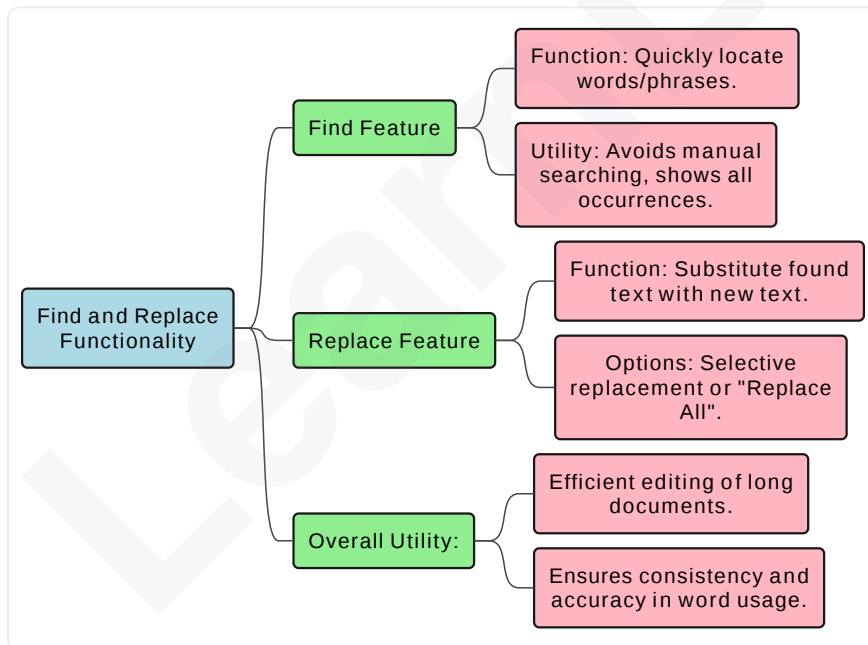 Find and Replace
Functionality
Find Feature
Function: Quickly locate
words/phrases.
Utility: Avoids manual
searching, shows all
occurrences.
Replace Feature
Function: Substitute found
text with new text.
Options: Selective
replacement or "Replace
All".
Overall Utility:
Efficient editing of long
documents.
Ensures consistency and
accuracy in word usage.